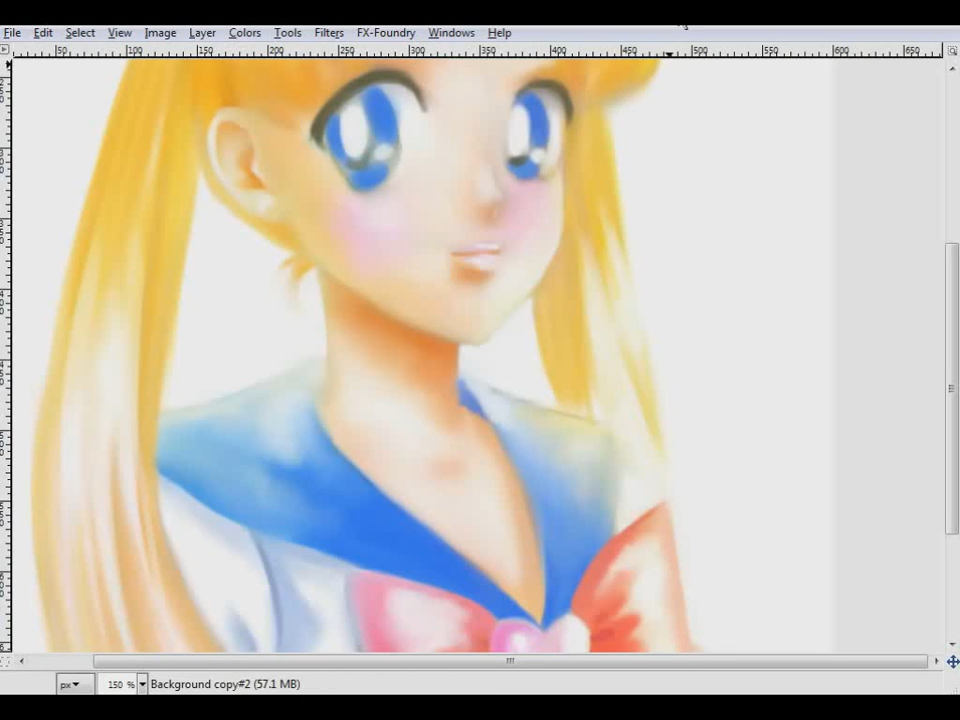 File Edit Select View Image Layer Colors Tools Filters FX-Foundry Windows Help
50 100 150 200 250 300 350 400 450 500 550 600 650
px 150 % Background copy#2 (57.1 MB)